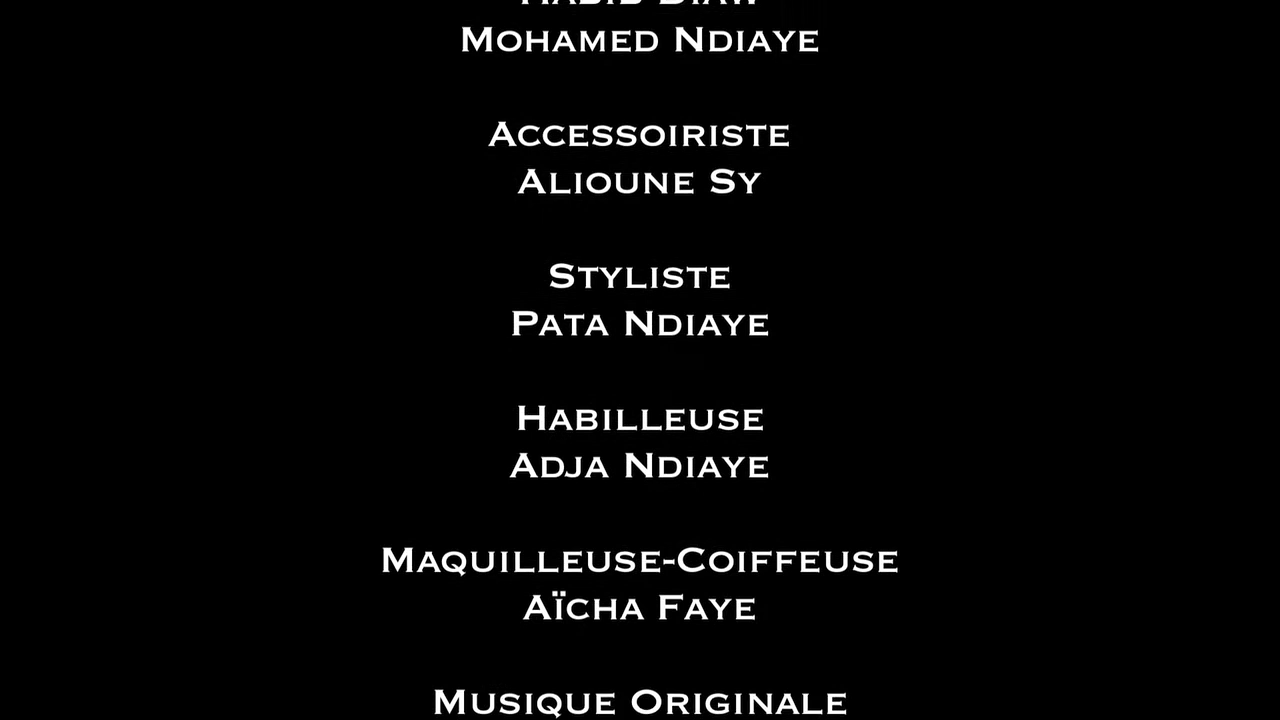 Mohamed Ndiaye
Accessoiriste
Alioune Sy
Styliste
Pata Ndiaye
Habilleuse
Adja Ndiaye
Maquilleuse-Coiffeuse
Aïcha Faye
Musique Originale